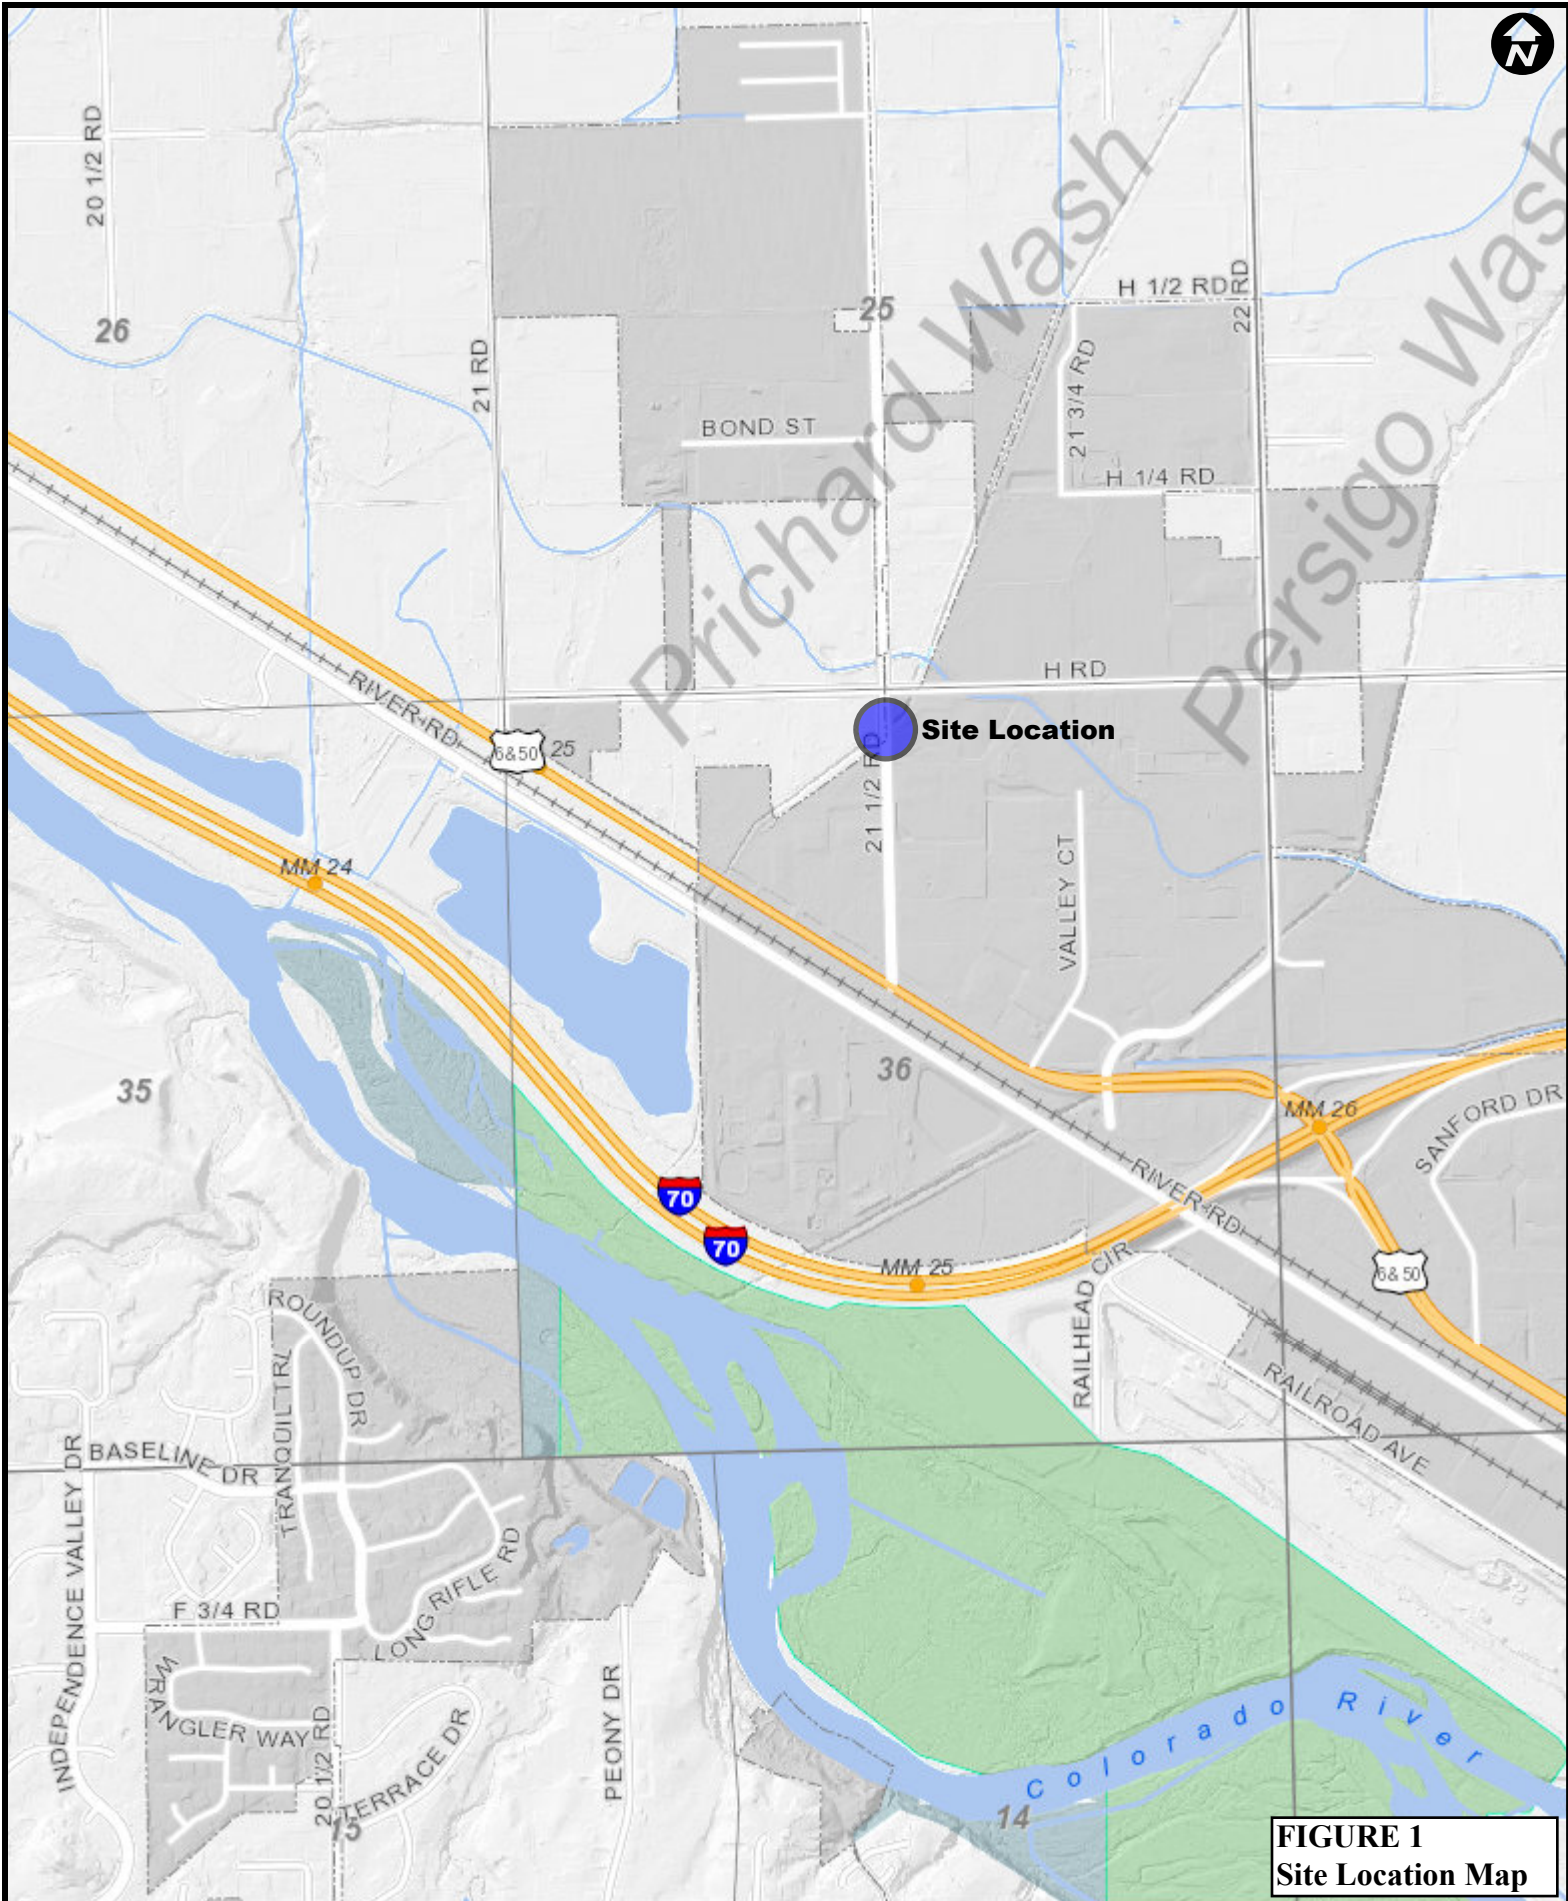 N
20 1/2 RD
Prichard Wash
Persigo Wash
H 1/2 RD
22 RD
25
26
21 RD
21 3/4 RD
BOND ST
H 1/4 RD
H RD
RIVER RD
6&50
25
Site Location
21 1/2 RD
VALLEY CT
MM 24
36
35
MM 26
SANFORD DR
70
RIVER RD
70
MM 25
RAILHEAD CIR
6&50
ROUNDUP DR
TRANQUIL TRL
RAILROAD AVE
BASELINE DR
INDEPENDENCE VALLEY DR
LONG RIFLE RD
F 3/4 RD
WRANGLER WAY
20 1/2 RD
TERRACE DR
PEONY DR
Colorado River
15
14
FIGURE 1
Site Location Map